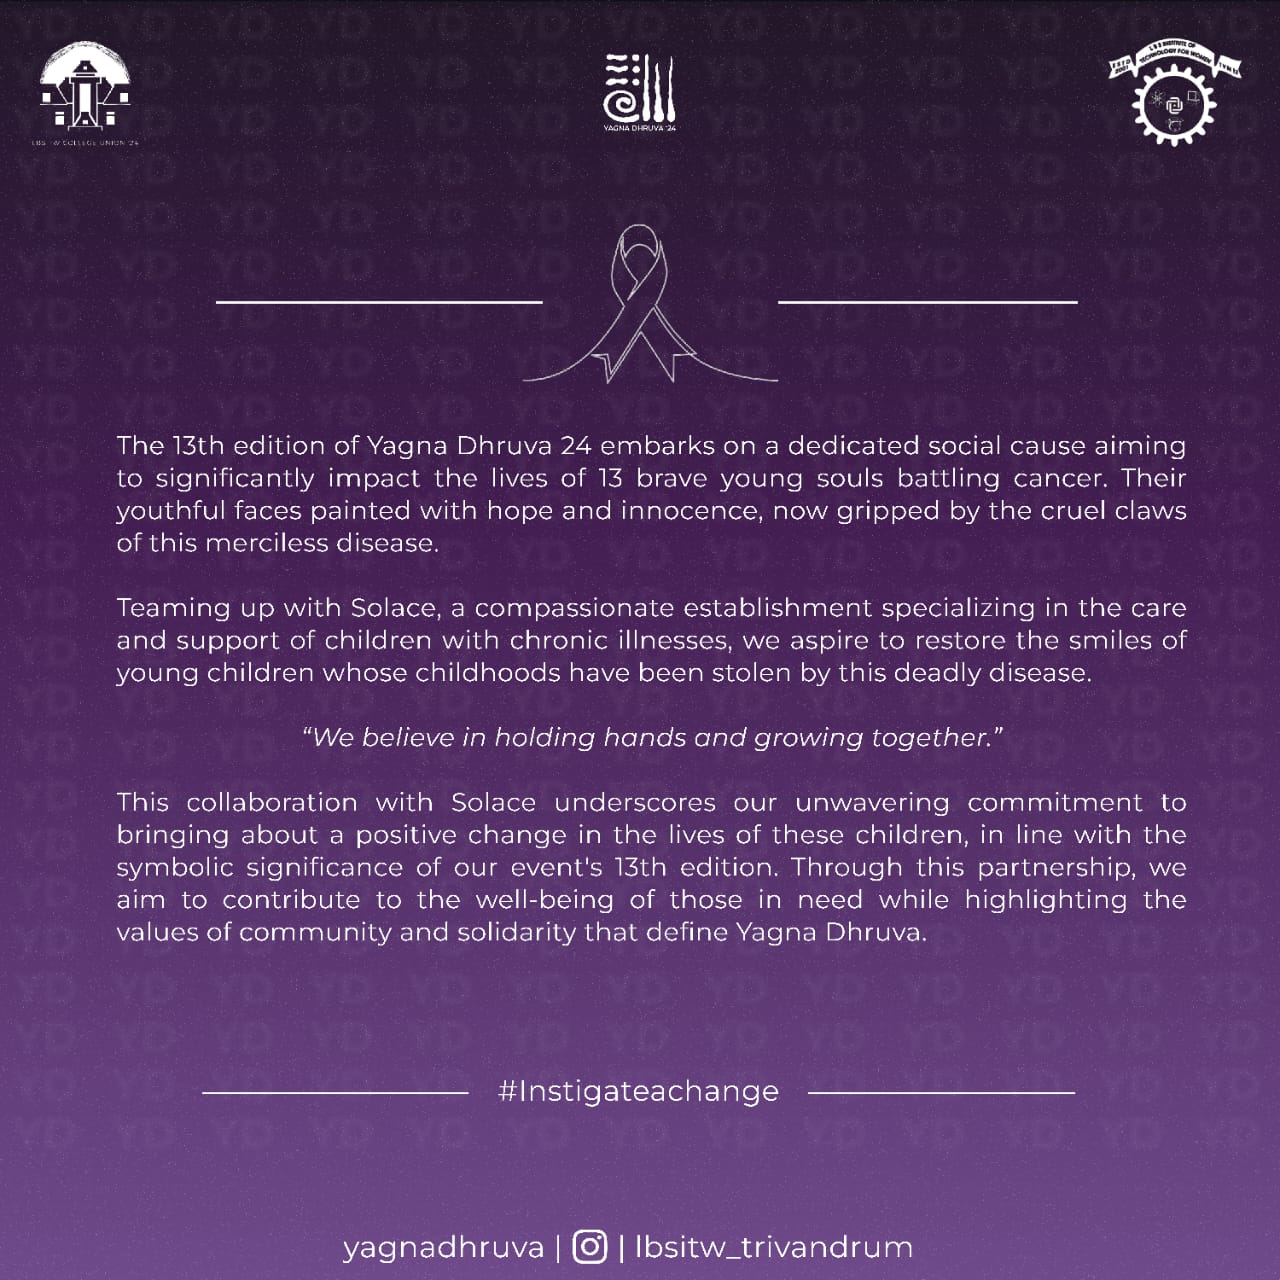 LBS ITW COLLEGE UNION '24
YAGNA DHRUVA '24
L B S INSTITUTE OF
TECHNOLOGY FOR WOMEN
The 13th edition of Yagna Dhruva 24 embarks on a dedicated social cause aiming
to significantly impact the lives of 13 brave young souls battling cancer. Their
youthful faces painted with hope and innocence, now gripped by the cruel claws
of this merciless disease.
Teaming up with Solace, a compassionate establishment specializing in the care
and support of children with chronic illnesses, we aspire to restore the smiles of
young children whose childhoods have been stolen by this deadly disease.
“We believe in holding hands and growing together.”
This collaboration with Solace underscores our unwavering commitment to
bringing about a positive change in the lives of these children, in line with the
symbolic significance of our event's 13th edition. Through this partnership, we
aim to contribute to the well-being of those in need while highlighting the
values of community and solidarity that define Yagna Dhruva.
#Instigateachange
yagnadhruva | | lbsitw_trivandrum